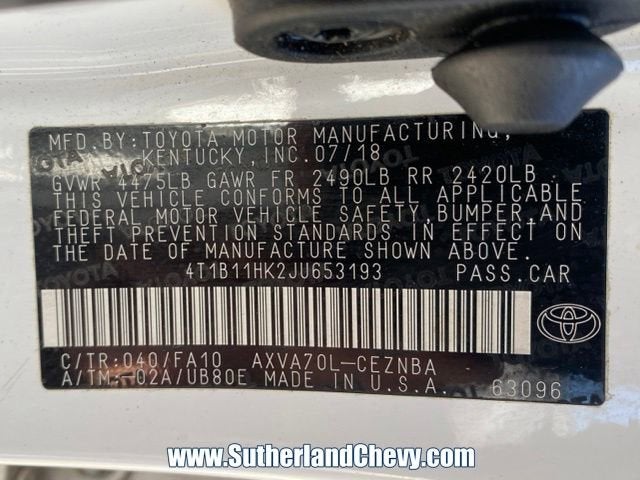 MFD.BY:TOYOTA MOTOR MANUFACTURING,
KENTUCKY,INC.07/18
GVWR 4475LB GAWR FR 2490LB RR 2420LB
THIS VEHICLE CONFORMS TO ALL APPLICABLE
FEDERAL MOTOR VEHICLE SAFETY,BUMPER,AND
THEFT PREVENTION STANDARDS IN EFFECT ON
THE DATE OF MANUFACTURE SHOWN ABOVE.
4T1B11HK2JU653193 PASS.CAR
C/TR:040/FA10 AXVA70L-CEZNBA
A/TM:-02A/UB80E MADE IN U.S.A. 63096
www.SutherlandChevy.com